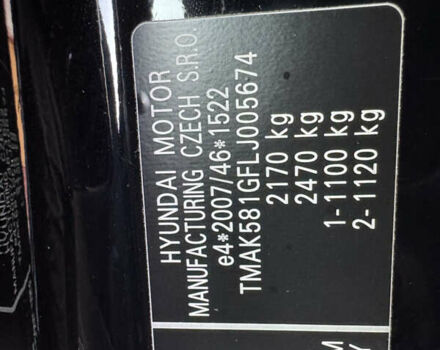 HYUNDAI MOTOR
MANUFACTURING CZECH S.R.O.
e4*2007/46*1522
TMAK581GFLJ005674
2170 kg
2470 kg
1-1100 kg
2-1120 kg